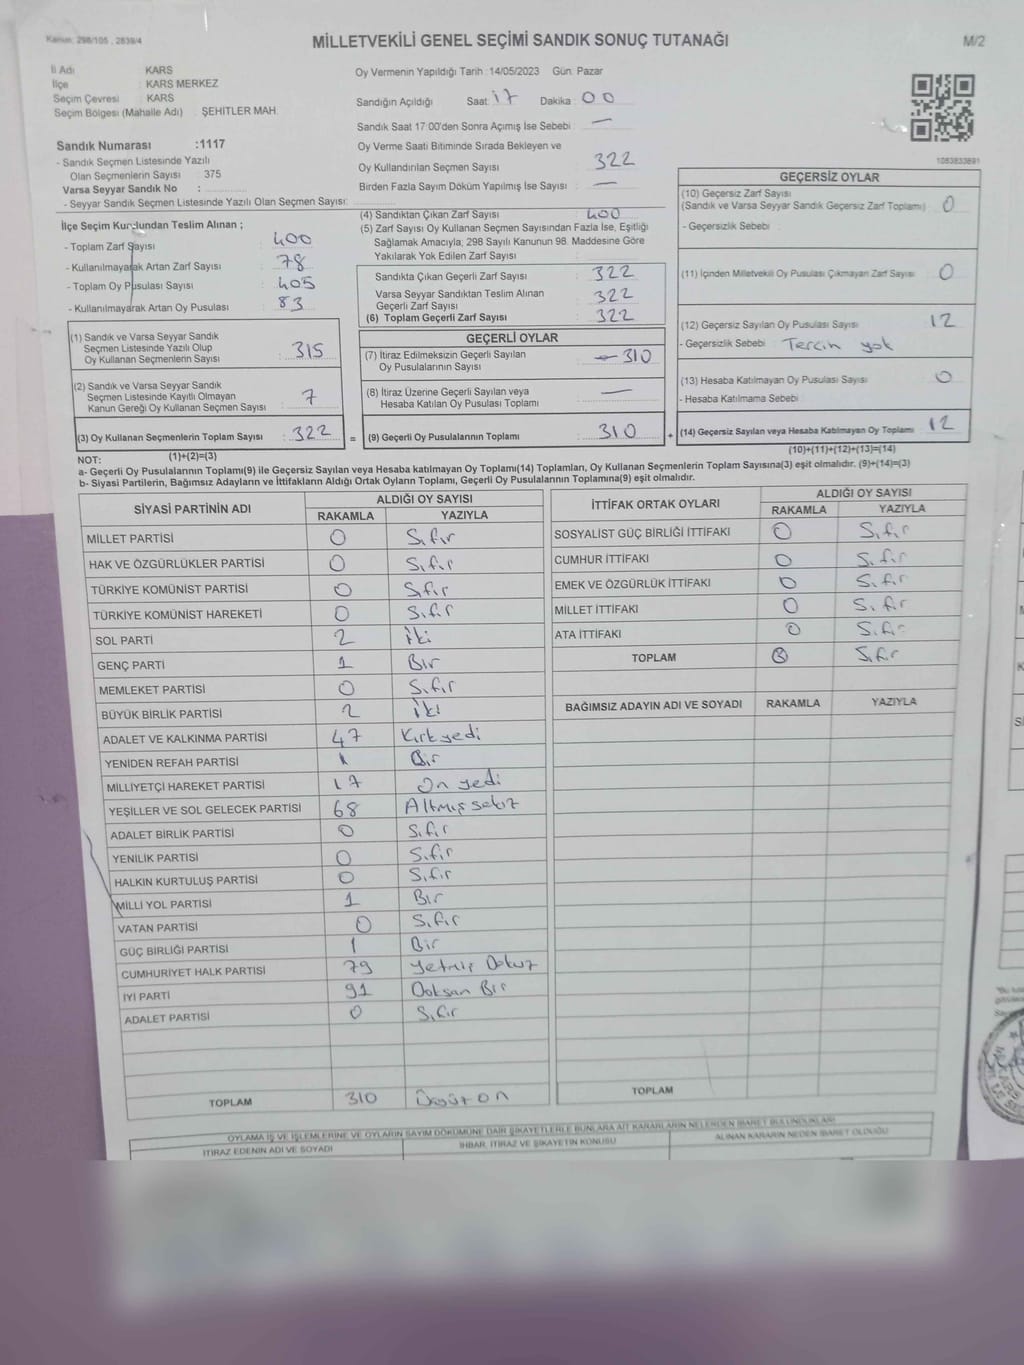 Kanun: 298/105 , 2839/4
MİLLETVEKİLİ GENEL SEÇİMİ SANDIK SONUÇ TUTANAĞI
M/2
İl Adı KARS
İlçe KARS MERKEZ
Seçim Çevresi KARS
Seçim Bölgesi (Mahalle Adı) ŞEHİTLER MAH.
Oy Vermenin Yapıldığı Tarih : 14/05/2023 Gün: Pazar
Sandığın Açıldığı Saat: 17 Dakika: 00
Sandık Saat 17:00'den Sonra Açımış İse Sebebi : —
Sandık Numarası :1117
- Sandık Seçmen Listesinde Yazılı
Olan Seçmenlerin Sayısı : 375
Varsa Seyyar Sandık No :
- Seyyar Sandık Seçmen Listesinde Yazılı Olan Seçmen Sayısı:
Oy Verme Saati Bitiminde Sırada Bekleyen ve
Oy Kullandırılan Seçmen Sayısı : 322
Birden Fazla Sayım Döküm Yapılmış İse Sayısı : —
1083833691
İlçe Seçim Kurulundan Teslim Alınan ;
- Toplam Zarf Sayısı : 400
- Kullanılmayarak Artan Zarf Sayısı : 78
- Toplam Oy Pusulası Sayısı : 405
- Kullanılmayarak Artan Oy Pusulası : 83
(4) Sandıktan Çıkan Zarf Sayısı : 400
(5) Zarf Sayısı Oy Kullanan Seçmen Sayısından Fazla İse, Eşitliği
Sağlamak Amacıyla; 298 Sayılı Kanunun 98. Maddesine Göre
Yakılarak Yok Edilen Zarf Sayısı :
Sandıkta Çıkan Geçerli Zarf Sayısı : 322
Varsa Seyyar Sandıktan Teslim Alınan
Geçerli Zarf Sayısı : 322
(6) Toplam Geçerli Zarf Sayısı : 322
GEÇERSİZ OYLAR
(10) Geçersiz Zarf Sayısı
(Sandık ve Varsa Seyyar Sandık Geçersiz Zarf Toplamı) : 0
- Geçersizlik Sebebi :
(11) İçinden Milletvekili Oy Pusulası Çıkmayan Zarf Sayısı : 0
(12) Geçersiz Sayılan Oy Pusulası Sayısı : 12
- Geçersizlik Sebebi : Tercih yok
(13) Hesaba Katılmayan Oy Pusulası Sayısı : 0
- Hesaba Katılmama Sebebi :
(1) Sandık ve Varsa Seyyar Sandık
Seçmen Listesinde Yazılı Olup
Oy Kullanan Seçmenlerin Sayısı : 315
(2) Sandık ve Varsa Seyyar Sandık
Seçmen Listesinde Kayıtlı Olmayan
Kanun Gereği Oy Kullanan Seçmen Sayısı : 7
(3) Oy Kullanan Seçmenlerin Toplam Sayısı : 322 =
GEÇERLİ OYLAR
(7) İtiraz Edilmeksizin Geçerli Sayılan
Oy Pusulalarının Sayısı : 310
(8) İtiraz Üzerine Geçerli Sayılan veya
Hesaba Katılan Oy Pusulası Toplamı : —
(9) Geçerli Oy Pusulalarının Toplamı : 310 +
(14) Geçersiz Sayılan veya Hesaba Katılmayan Oy Toplamı : 12
NOT: (1)+(2)=(3)
(10)+(11)+(12)+(13)=(14)
a- Geçerli Oy Pusulalarının Toplamı(9) ile Geçersiz Sayılan veya Hesaba katılmayan Oy Toplamı(14) Toplamları, Oy Kullanan Seçmenlerin Toplam Sayısına(3) eşit olmalıdır. (9)+(14)=(3)
b- Siyasi Partilerin, Bağımsız Adayların ve İttifakların Aldığı Ortak Oyların Toplamı, Geçerli Oy Pusulalarının Toplamına(9) eşit olmalıdır.
SİYASİ PARTİNİN ADI ALDIĞI OY SAYISI
RAKAMLA YAZIYLA
MİLLET PARTİSİ 0 Sıfır
HAK VE ÖZGÜRLÜKLER PARTİSİ 0 Sıfır
TÜRKİYE KOMÜNİST PARTİSİ 0 Sıfır
TÜRKİYE KOMÜNİST HAREKETİ 0 Sıfır
SOL PARTİ 2 İki
GENÇ PARTİ 1 Bir
MEMLEKET PARTİSİ 0 Sıfır
BÜYÜK BİRLİK PARTİSİ 2 İki
ADALET VE KALKINMA PARTİSİ 47 Kırkyedi
YENİDEN REFAH PARTİSİ 1 Bir
MİLLİYETÇİ HAREKET PARTİSİ 17 On yedi
YEŞİLLER VE SOL GELECEK PARTİSİ 68 Altmış sekiz
ADALET BİRLİK PARTİSİ 0 Sıfır
YENİLİK PARTİSİ 0 Sıfır
HALKIN KURTULUŞ PARTİSİ 0 Sıfır
MİLLİ YOL PARTİSİ 1 Bir
VATAN PARTİSİ 0 Sıfır
GÜÇ BİRLİĞİ PARTİSİ 1 Bir
CUMHURİYET HALK PARTİSİ 79 Yetmiş Dokuz
İYİ PARTİ 91 Doksan Bir
ADALET PARTİSİ 0 Sıfır
TOPLAM 310 Üçyüz on
İTTİFAK ORTAK OYLARI ALDIĞI OY SAYISI
RAKAMLA YAZIYLA
SOSYALİST GÜÇ BİRLİĞİ İTTİFAKI 0 Sıfır
CUMHUR İTTİFAKI 0 Sıfır
EMEK VE ÖZGÜRLÜK İTTİFAKI 0 Sıfır
MİLLET İTTİFAKI 0 Sıfır
ATA İTTİFAKI 0 Sıfır
TOPLAM 0 Sıfır
BAĞIMSIZ ADAYIN ADI VE SOYADI RAKAMLA YAZIYLA
TOPLAM
OYLAMA İŞ VE İŞLEMLERİNE VE OYLARIN SAYIM DÖKÜMÜNE DAİR ŞİKAYETLERLE BUNLARA AİT KARARLARIN NELERDEN İBARET BULUNDUKLARI
İTİRAZ EDENİN ADI VE SOYADI İHBAR, İTİRAZ VE ŞİKAYETİN KONUSU ALINAN KARARIN NEDEN İBARET OLDUĞU